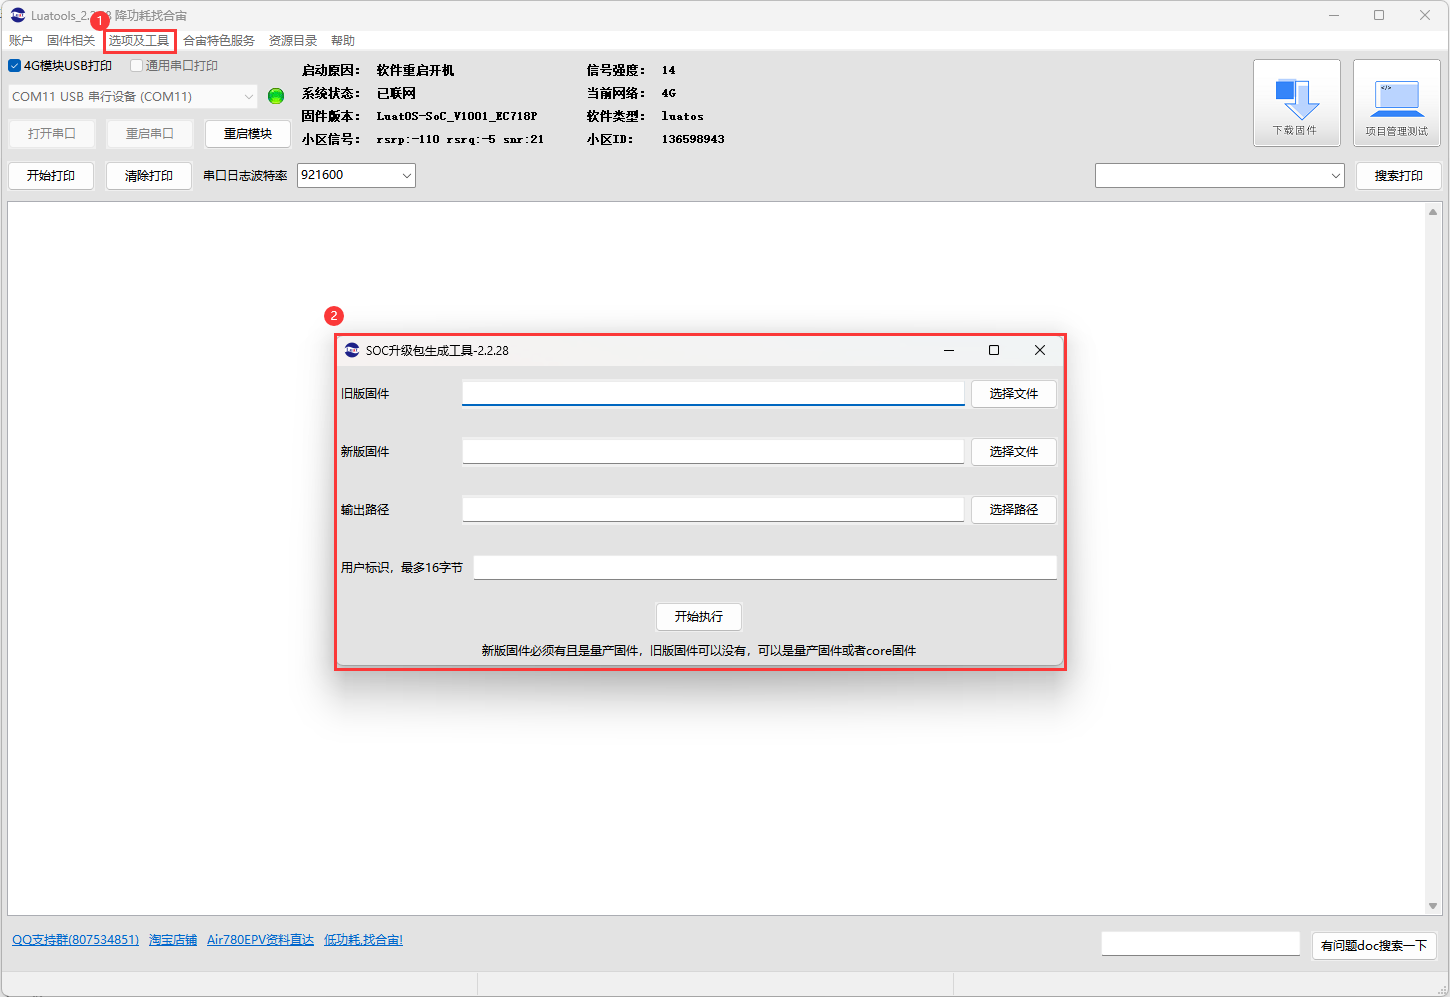 Luatools_2.2.28 降功耗找合宙
1
账户 固件相关 选项及工具 合宙特色服务 资源目录 帮助
4G模块USB打印 通用串口打印
COM11 USB 串行设备 (COM11)
打开串口 重启串口 重启模块
启动原因： 软件重启开机 信号强度： 14
系统状态： 已联网 当前网络： 4G
固件版本： LuatOS-SoC_V1001_EC718P 软件类型： luatos
小区信号： rsrp:-110 rsrq:-5 snr:21 小区ID： 136598943
下载固件 项目管理测试
开始打印 清除打印 串口日志波特率 921600 搜索打印
2
SOC升级包生成工具-2.2.28
旧版固件 选择文件
新版固件 选择文件
输出路径 选择路径
用户标识，最多16字节
开始执行
新版固件必须有且是量产固件，旧版固件可以没有，可以是量产固件或者core固件
QQ支持群(807534851) 淘宝店铺 Air780EPV资料直达 低功耗,找合宙!
有问题doc搜索一下